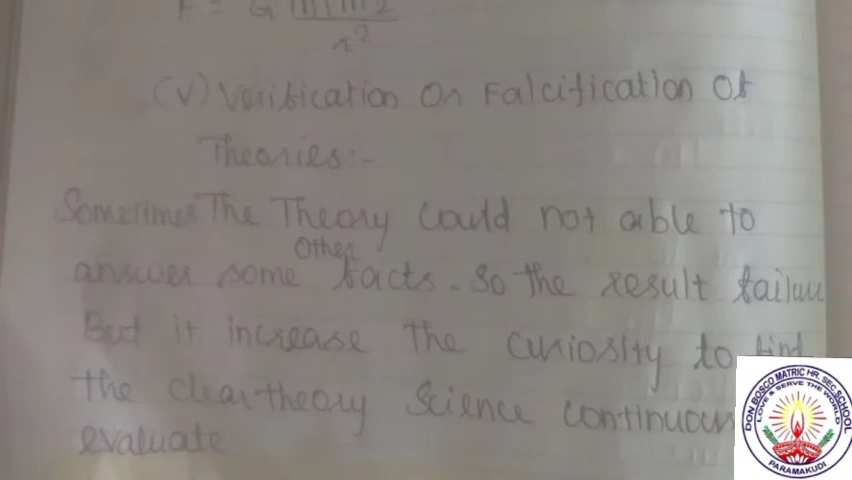 F = G m1m2
r²
(V) Verification or Falcification of
Theories:-
Sometimes The Theory could not able to
other
answer some facts. So the result failure
But it increase the curiosity to find
the clear theory Science continuous
evaluate
DON BOSCO MATRIC HR. SEC. SCHOOL
LOVE & SERVE THE WORLD
PARAMAKUDI